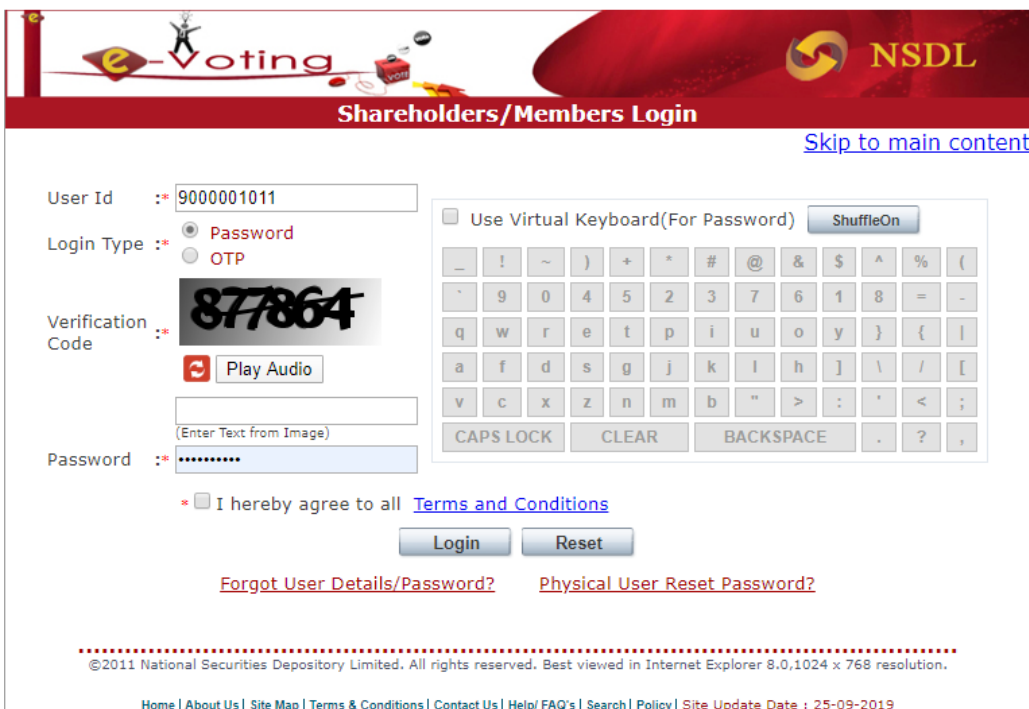 e-Voting
VOTE
NSDL
Shareholders/Members Login
Skip to main content
User Id :* 9000001011
Login Type :* Password
OTP
Use Virtual Keyboard(For Password) ShuffleOn
_ ! ~ ) + * # @ & $ ^ % (
` 9 0 4 5 2 3 7 6 1 8 = -
q w r e t p i u o y } { |
a f d s g j k l h ] \ / [
v c x z n m b " > : ' < ;
CAPS LOCK CLEAR BACKSPACE . ? ,
Verification Code :*
877864
Play Audio
(Enter Text from Image)
Password :* ••••••••••
* I hereby agree to all Terms and Conditions
Login Reset
Forgot User Details/Password? Physical User Reset Password?
©2011 National Securities Depository Limited. All rights reserved. Best viewed in Internet Explorer 8.0,1024 x 768 resolution.
Home | About Us | Site Map | Terms & Conditions | Contact Us | Help/ FAQ's | Search | Policy | Site Update Date : 25-09-2019